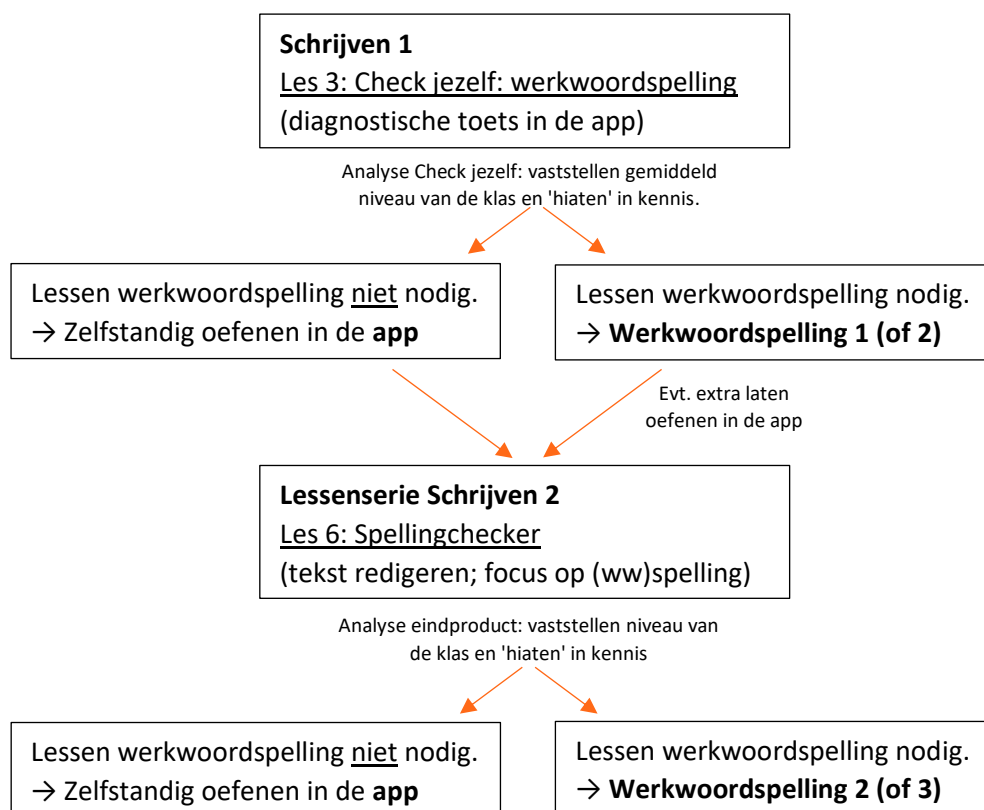 Schrijven 1
Les 3: Check jezelf: werkwoordspelling
(diagnostische toets in de app)
Analyse Check jezelf: vaststellen gemiddeld
niveau van de klas en 'hiaten' in kennis.
Lessen werkwoordspelling niet nodig.
→ Zelfstandig oefenen in de app
Lessen werkwoordspelling nodig.
→ Werkwoordspelling 1 (of 2)
Evt. extra laten
oefenen in de app
Lessenserie Schrijven 2
Les 6: Spellingchecker
(tekst redigeren; focus op (ww)spelling)
Analyse eindproduct: vaststellen niveau van
de klas en 'hiaten' in kennis
Lessen werkwoordspelling niet nodig.
→ Zelfstandig oefenen in de app
Lessen werkwoordspelling nodig.
→ Werkwoordspelling 2 (of 3)